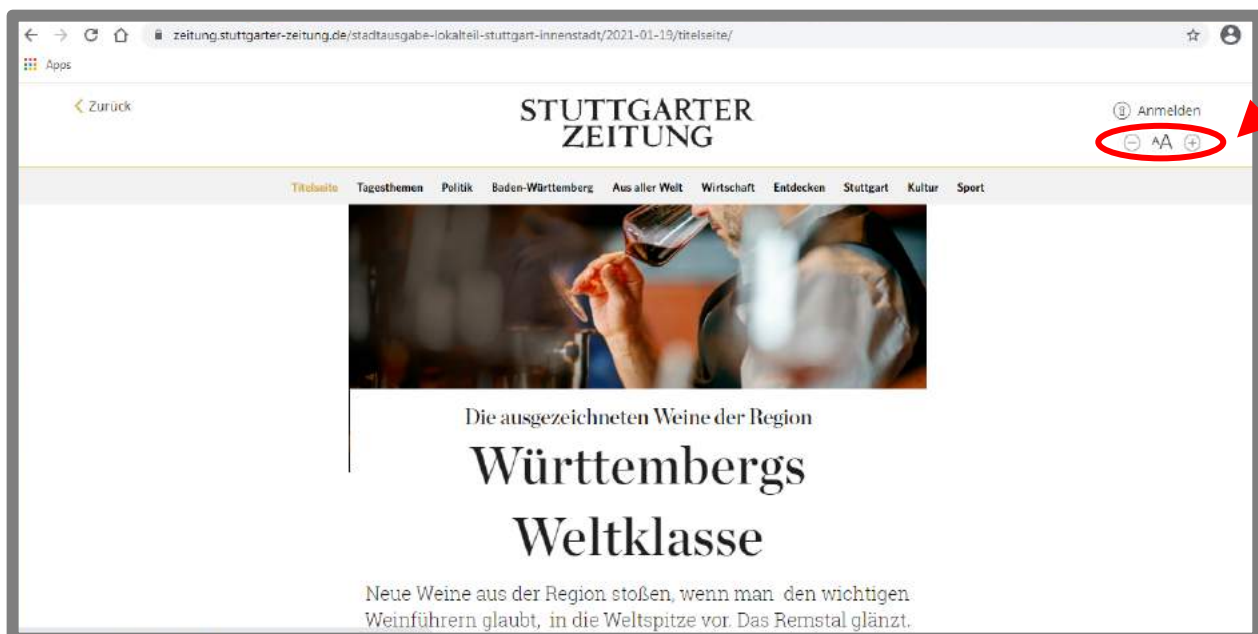 zeitung.stuttgarter-zeitung.de/stadtausgabe-lokalteil-stuttgart-innenstadt/2021-01-19/titelseite/
Apps
Zurück
STUTTGARTER
ZEITUNG
Anmelden
AA
Titelseite Tagesthemen Politik Baden-Württemberg Aus aller Welt Wirtschaft Entdecken Stuttgart Kultur Sport
Die ausgezeichneten Weine der Region
Württembergs
Weltklasse
Neue Weine aus der Region stoßen, wenn man den wichtigen
Weinführern glaubt, in die Weltspitze vor. Das Remstal glänzt.